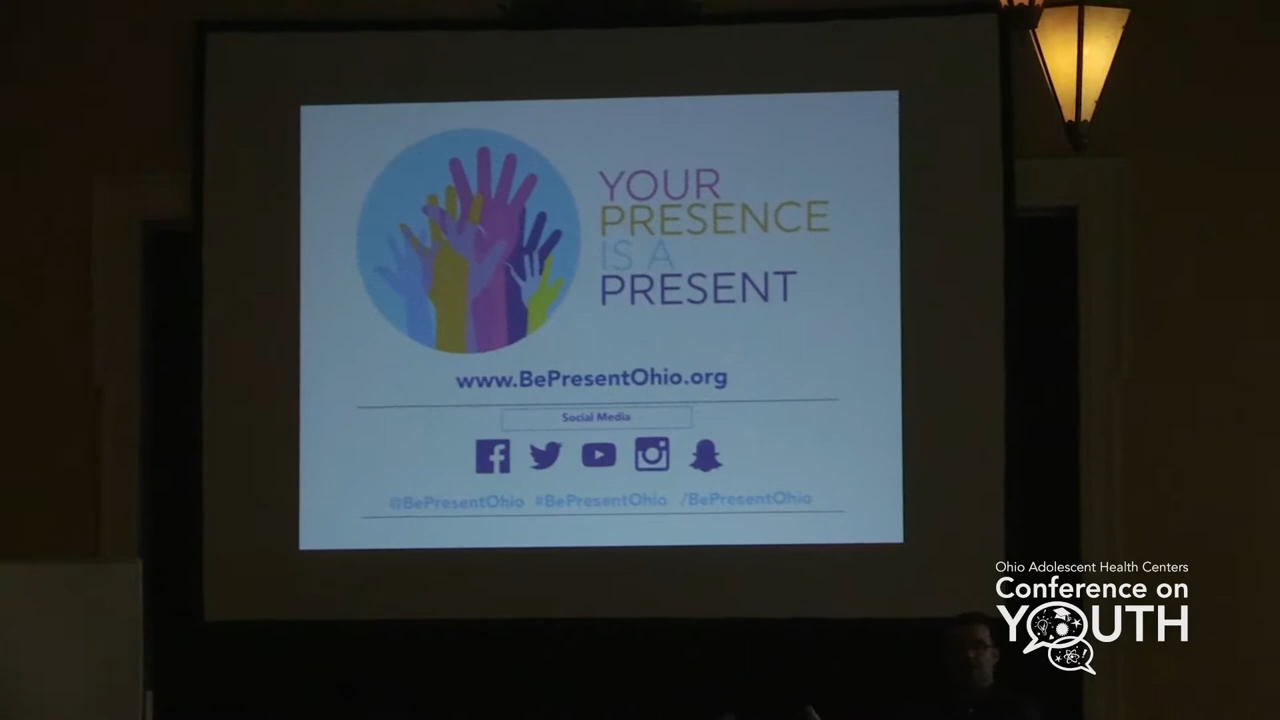 YOUR
PRESENCE
IS A
PRESENT
www.BePresentOhio.org
Social Media
@BePresentOhio #BePresentOhio /BePresentOhio
Ohio Adolescent Health Centers
Conference on
YOUTH